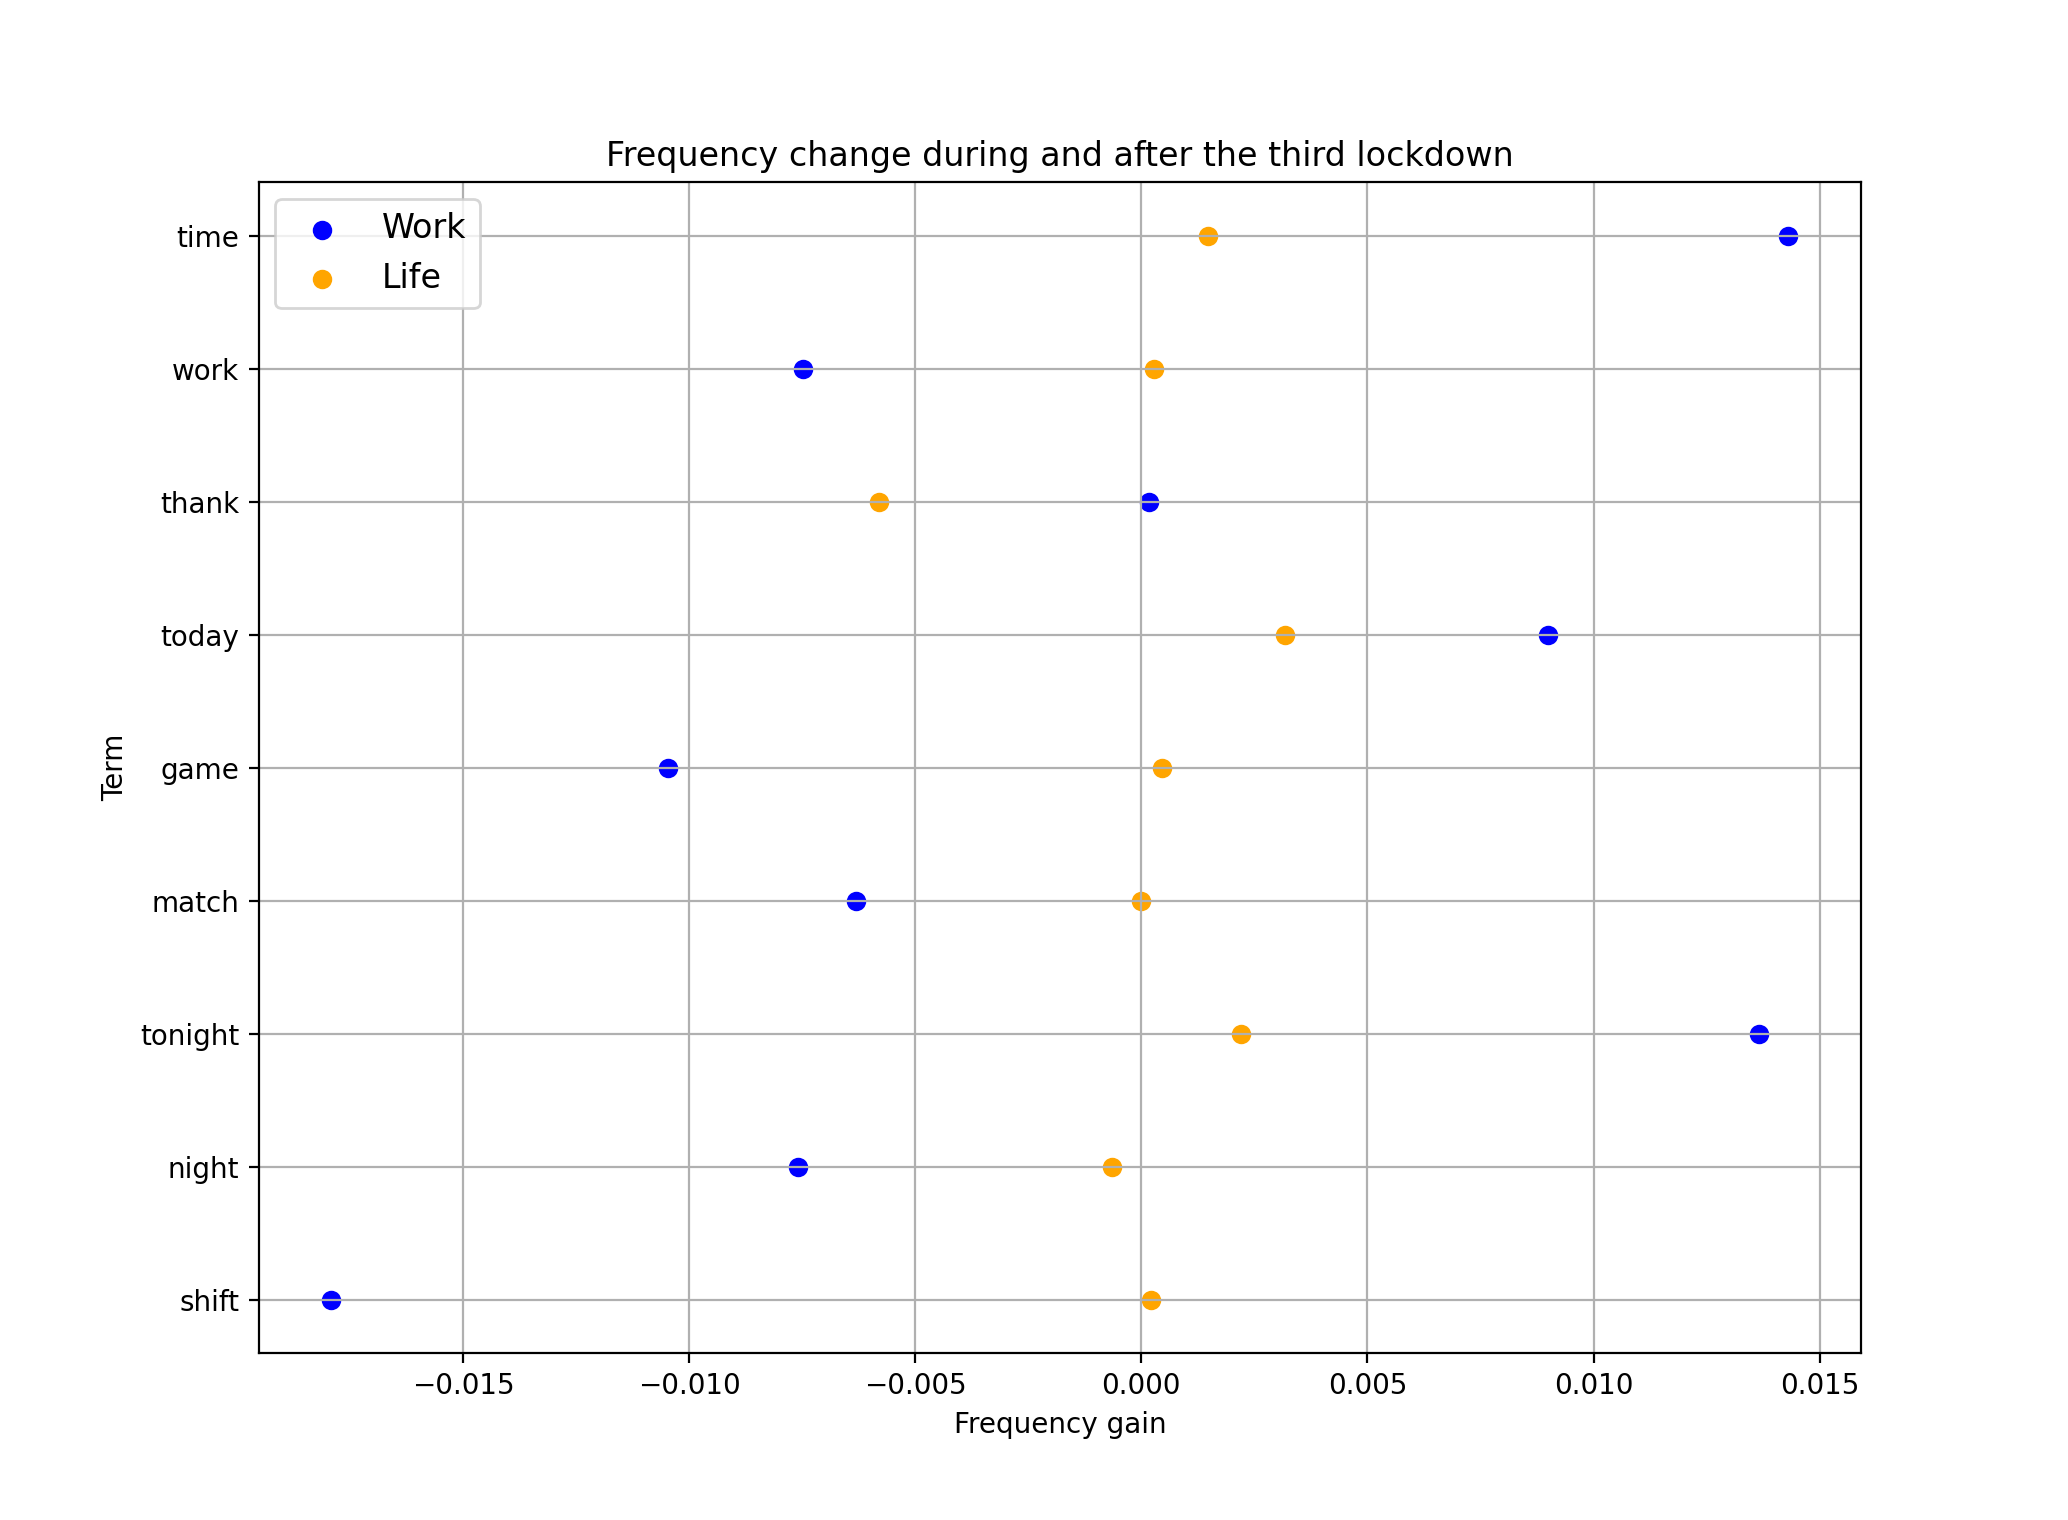 Frequency change during and after the third lockdown
Work
Life
time
work
thank
today
game
match
tonight
night
shift
Term
−0.015 −0.010 −0.005 0.000 0.005 0.010 0.015
Frequency gain